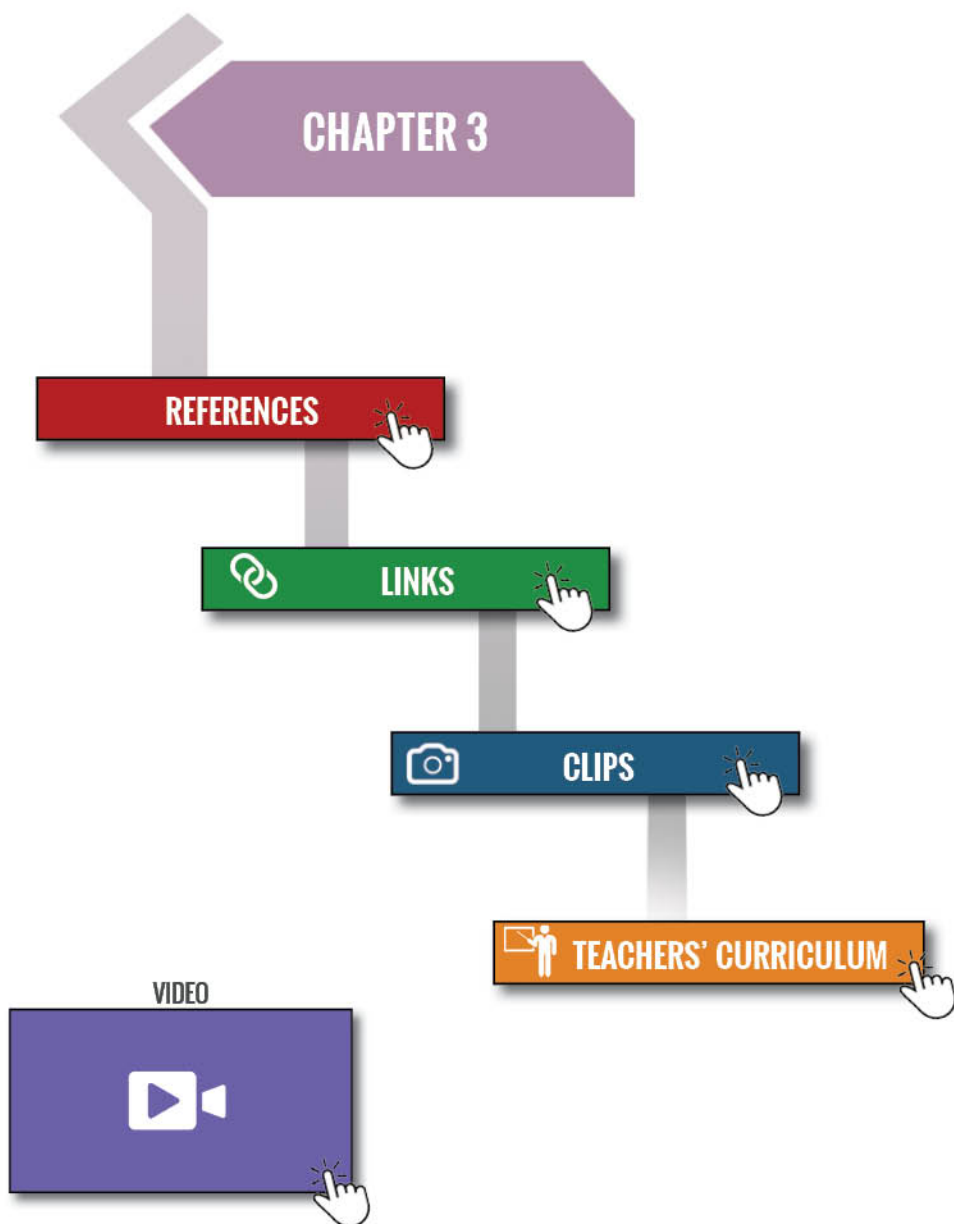 CHAPTER 3
REFERENCES
LINKS
CLIPS
TEACHERS' CURRICULUM
VIDEO